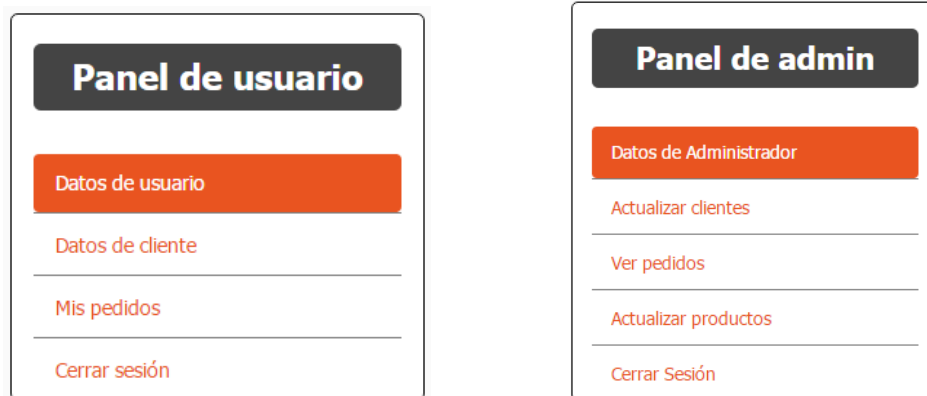 Panel de usuario
Datos de usuario
Datos de cliente
Mis pedidos
Cerrar sesión
Panel de admin
Datos de Administrador
Actualizar clientes
Ver pedidos
Actualizar productos
Cerrar Sesión